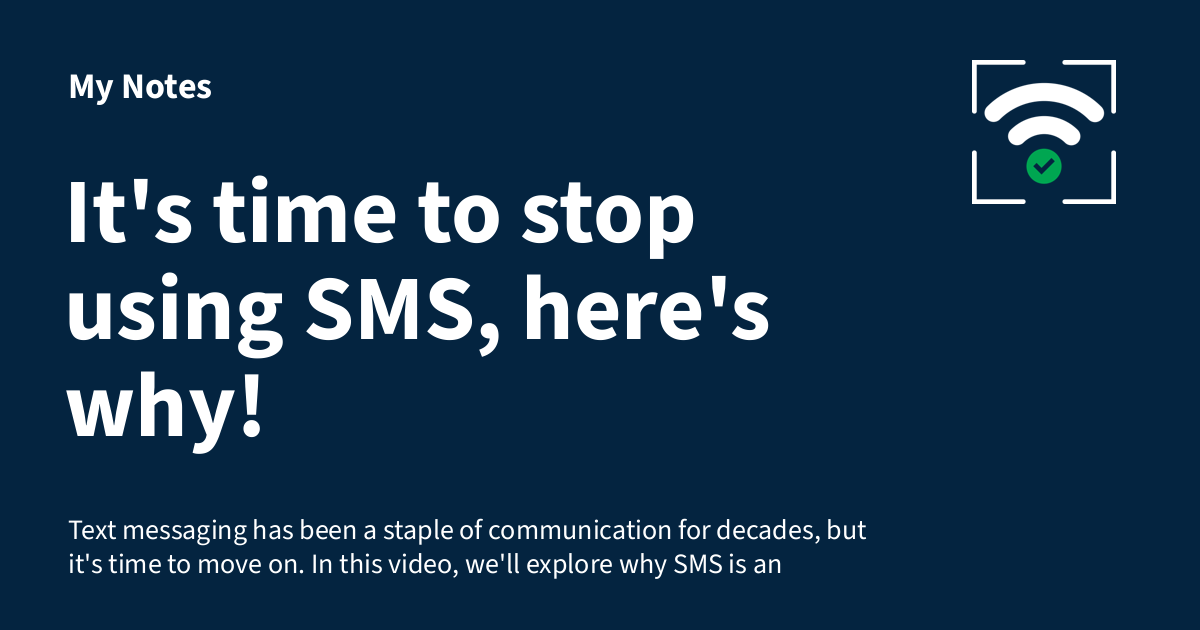 My Notes
It's time to stop
using SMS, here's
why!
Text messaging has been a staple of communication for decades, but
it's time to move on. In this video, we'll explore why SMS is an